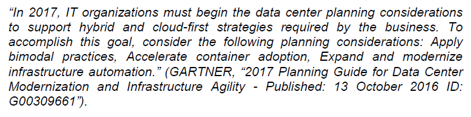 “In 2017, IT organizations must begin the data center planning considerations
to support hybrid and cloud-first strategies required by the business. To
accomplish this goal, consider the following planning considerations: Apply
bimodal practices, Accelerate container adoption, Expand and modernize
infrastructure automation.” (GARTNER, “2017 Planning Guide for Data Center
Modernization and Infrastructure Agility - Published: 13 October 2016 ID:
G00309661”).